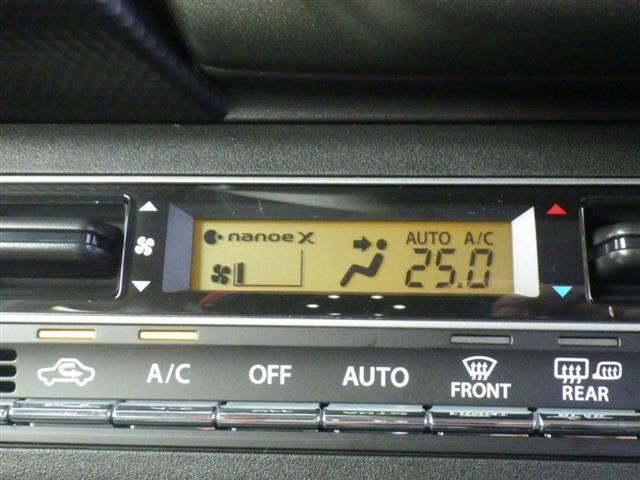 nanoe X
AUTO A/C
25.0
A/C OFF AUTO FRONT REAR